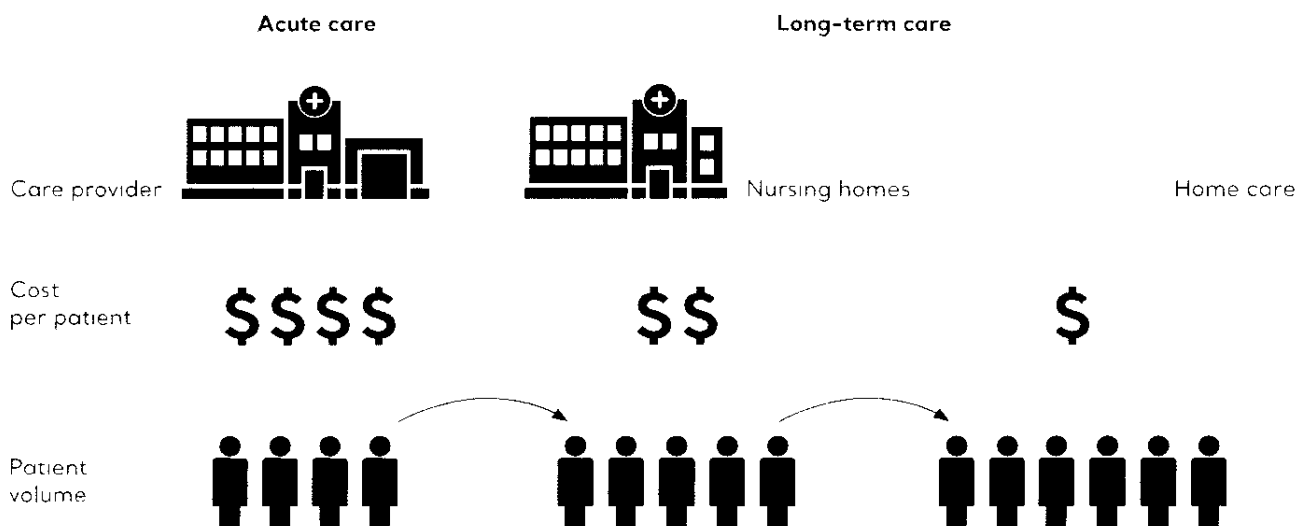 Acute care
Long-term care
Care provider
Nursing homes
Home care
Cost
per patient
$$$$
$$
$
Patient
volume